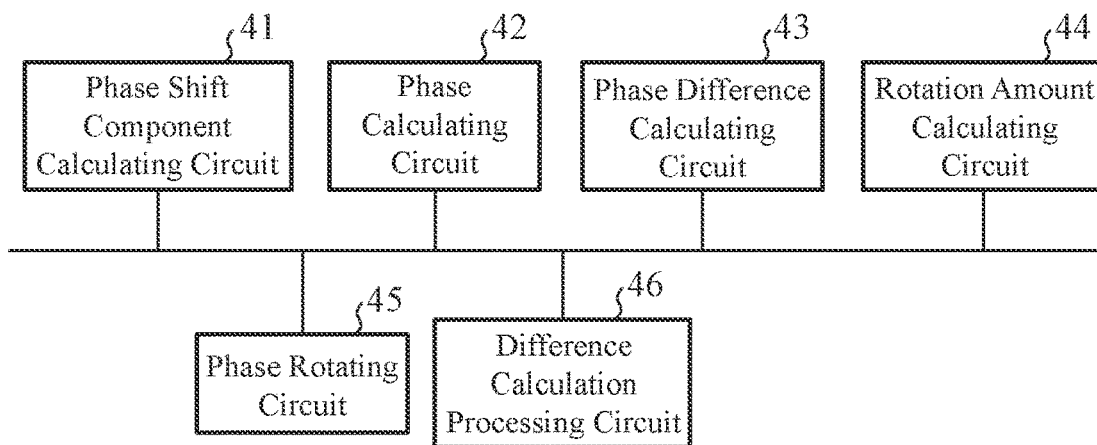 41
Phase Shift
Component
Calculating Circuit
42
Phase
Calculating
Circuit
43
Phase Difference
Calculating
Circuit
44
Rotation Amount
Calculating
Circuit
45
Phase Rotating
Circuit
46
Difference
Calculation
Processing Circuit